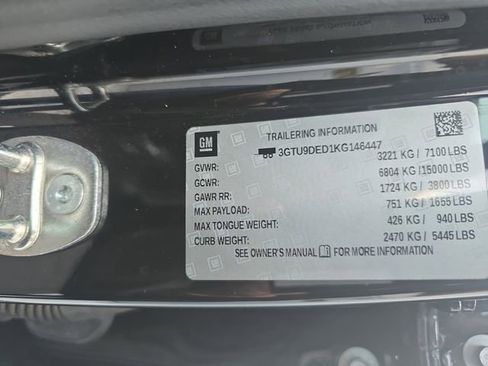 GM
TRAILERING INFORMATION
3GTU9DED1KG146447
GVWR: 3221 KG / 7100 LBS
GCWR: 6804 KG /15000 LBS
GAWR RR: 1724 KG / 3800 LBS
MAX PAYLOAD: 751 KG / 1655 LBS
MAX TONGUE WEIGHT: 426 KG / 940 LBS
CURB WEIGHT: 2470 KG / 5445 LBS
SEE OWNER'S MANUAL FOR MORE INFORMATION